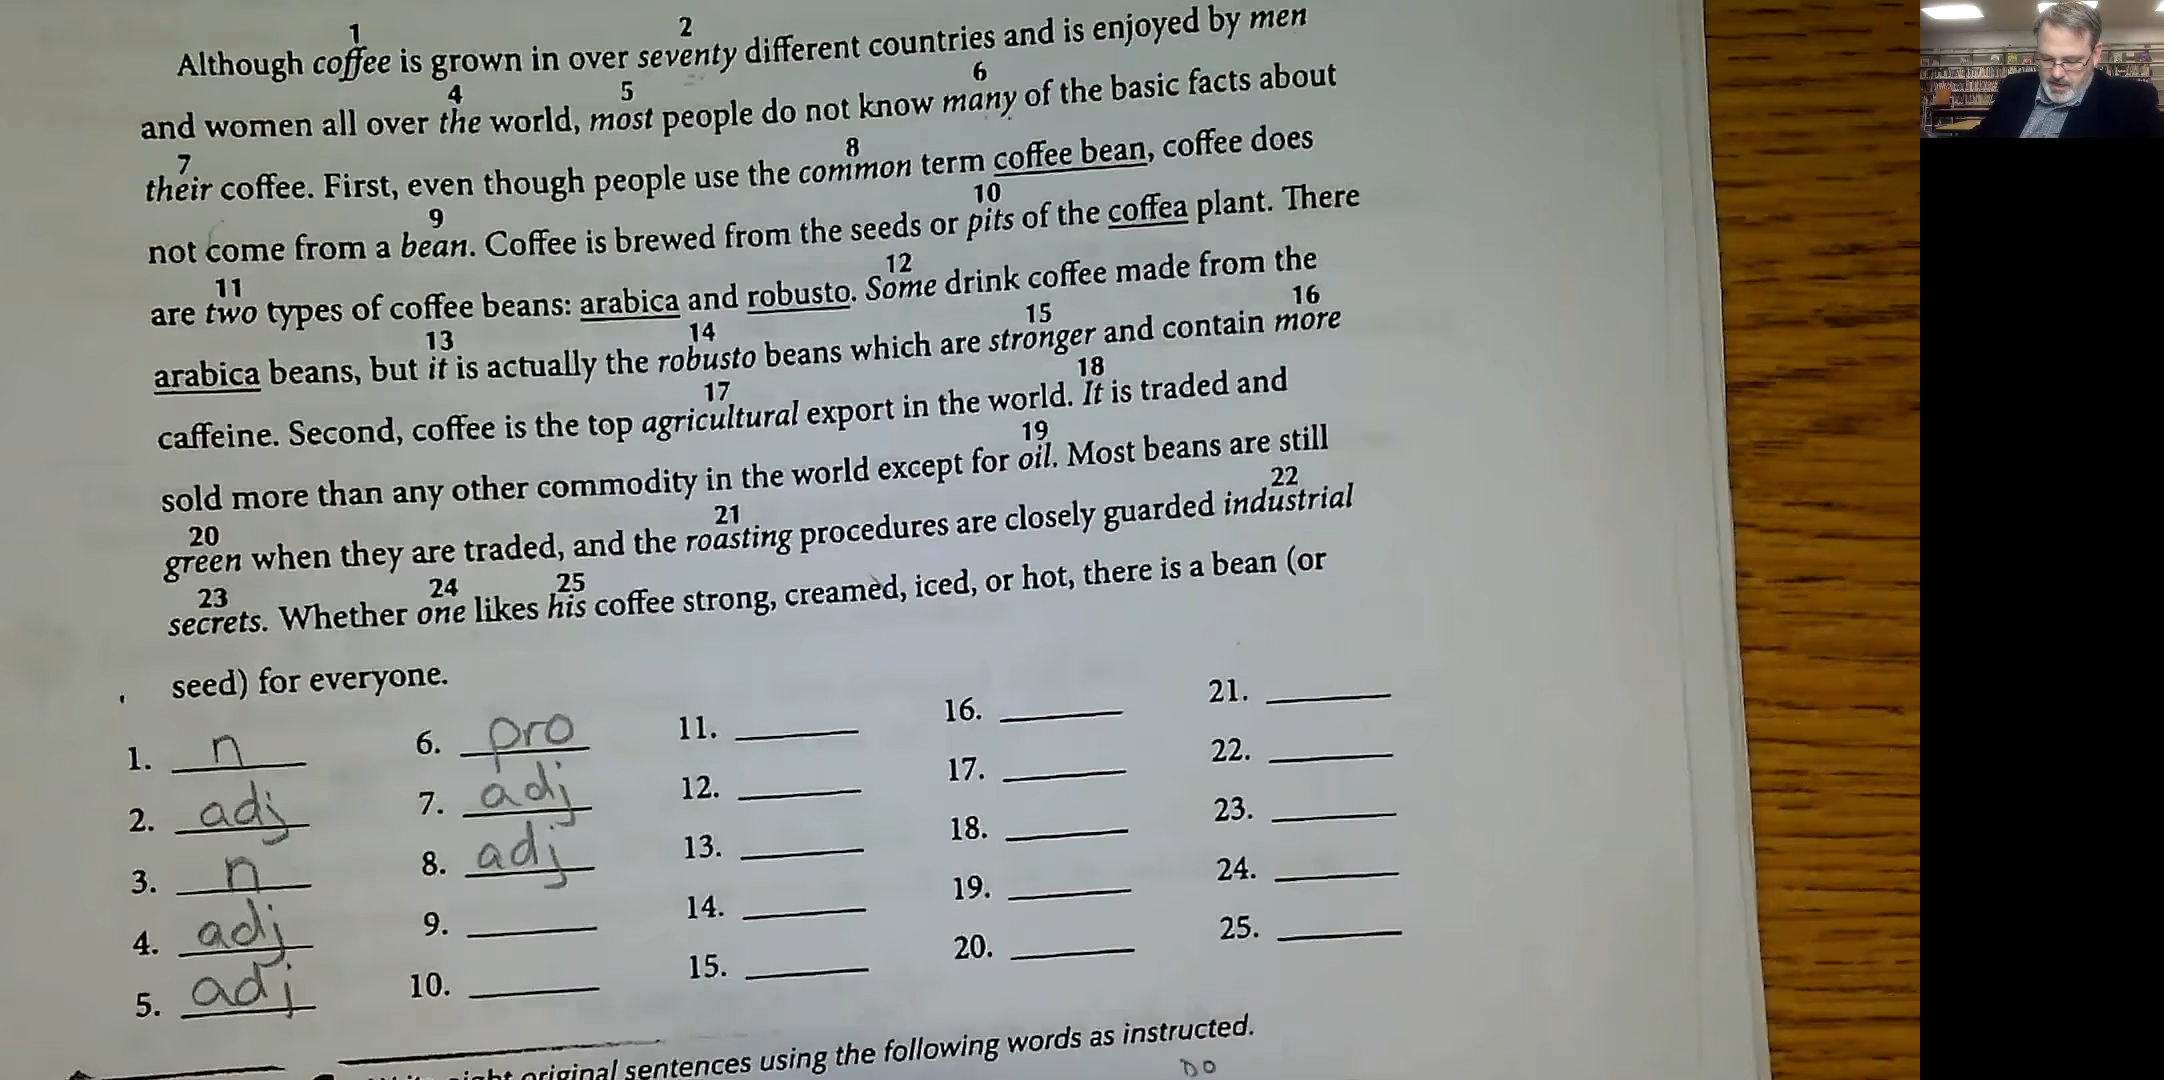 1 2
Although coffee is grown in over seventy different countries and is enjoyed by men
4 5 6
and women all over the world, most people do not know many of the basic facts about
7 8
their coffee. First, even though people use the common term coffee bean, coffee does
9 10
not come from a bean. Coffee is brewed from the seeds or pits of the coffea plant. There
11 12
are two types of coffee beans: arabica and robusto. Some drink coffee made from the
13 14 15 16
arabica beans, but it is actually the robusto beans which are stronger and contain more
17 18
caffeine. Second, coffee is the top agricultural export in the world. It is traded and
19
sold more than any other commodity in the world except for oil. Most beans are still
20 21 22
green when they are traded, and the roasting procedures are closely guarded industrial
23 24 25
secrets. Whether one likes his coffee strong, creamed, iced, or hot, there is a bean (or
seed) for everyone.
1. n
2. adj
3. n
4. adj
5. adj
6. pro
7. adj
8. adj
9.
10.
11.
12.
13.
14.
15.
16.
17.
18.
19.
20.
21.
22.
23.
24.
25.
original sentences using the following words as instructed.
DO